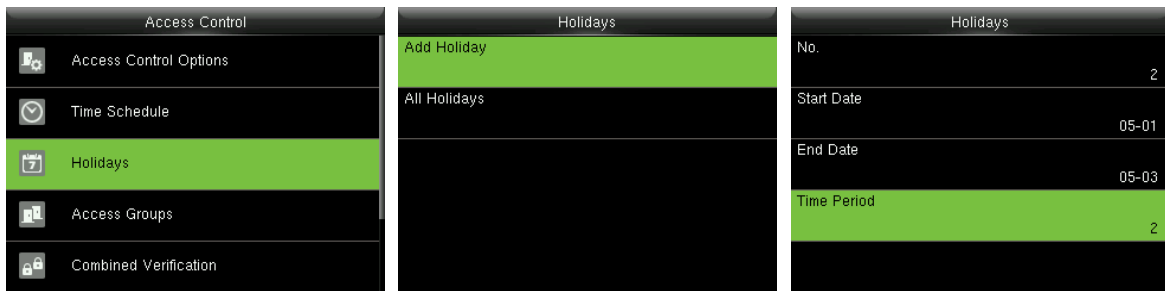 Access Control
Access Control Options
Time Schedule
7
Holidays
Access Groups
Combined Verification
Holidays
Add Holiday
All Holidays
Holidays
No.
2
Start Date
05-01
End Date
05-03
Time Period
2